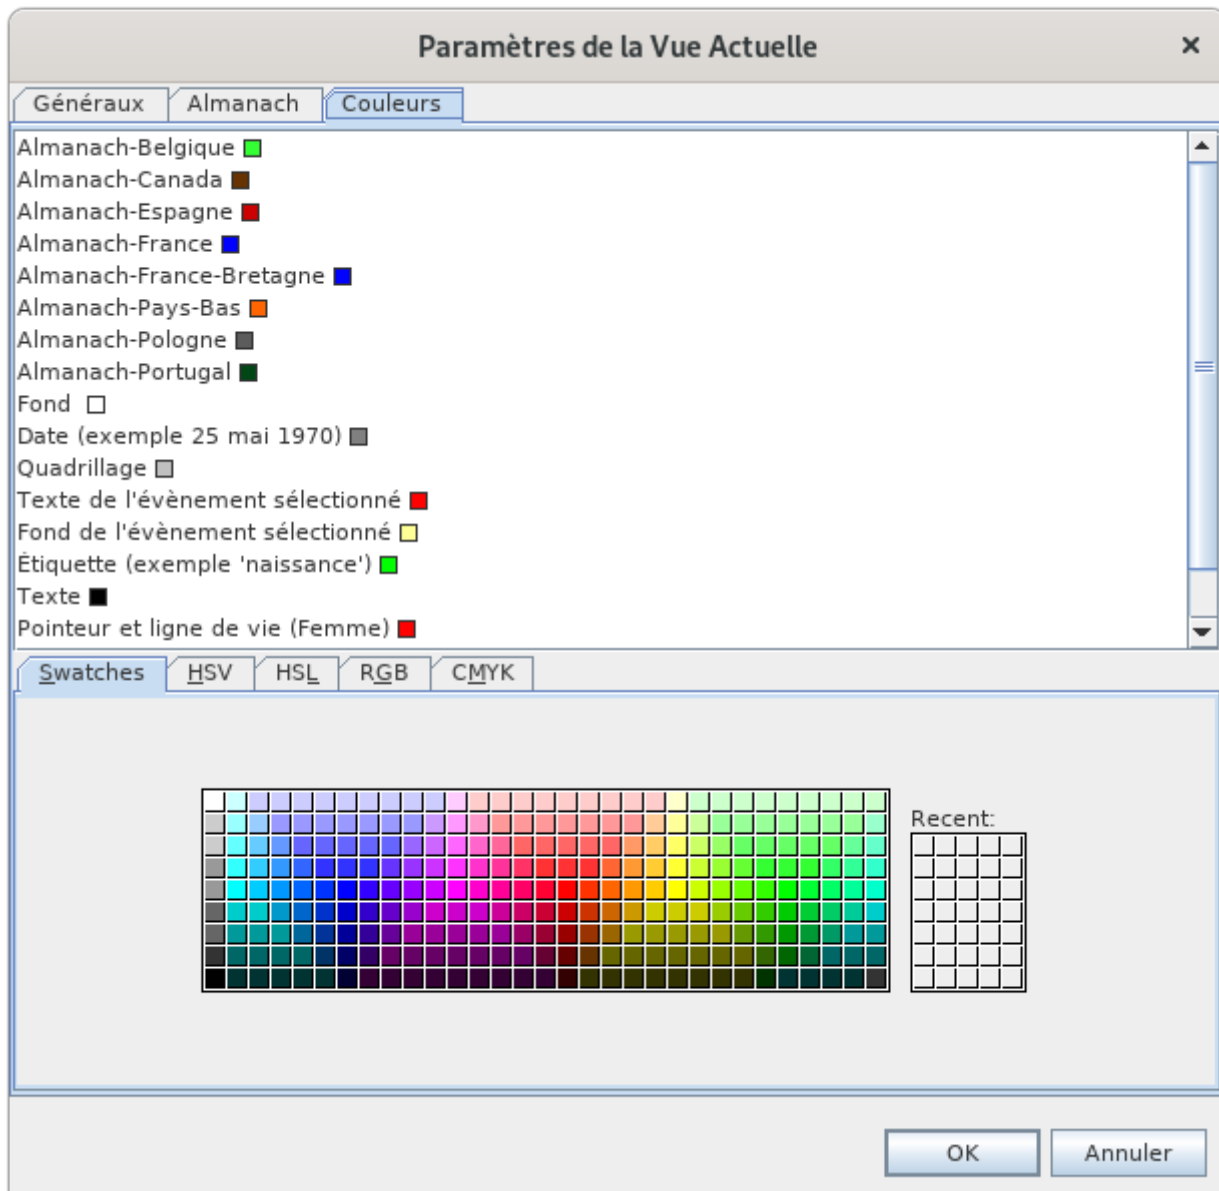 Paramètres de la Vue Actuelle
Généraux Almanach Couleurs
Almanach-Belgique
Almanach-Canada
Almanach-Espagne
Almanach-France
Almanach-France-Bretagne
Almanach-Pays-Bas
Almanach-Pologne
Almanach-Portugal
Fond
Date (exemple 25 mai 1970)
Quadrillage
Texte de l'évènement sélectionné
Fond de l'évènement sélectionné
Étiquette (exemple 'naissance')
Texte
Pointeur et ligne de vie (Femme)
Swatches HSV HSL RGB CMYK
Recent:
OK Annuler